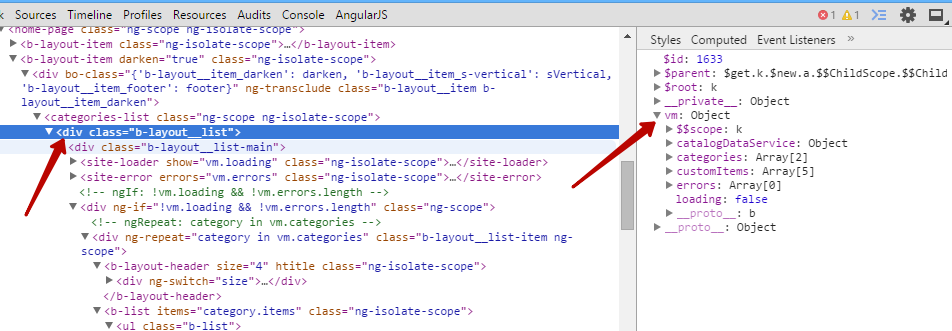 k Sources Timeline Profiles Resources Audits Console AngularJS 1 1
<home-page class="ng-scope ng-isolate-scope">
<b-layout-item class="ng-isolate-scope">…</b-layout-item>
<b-layout-item darken="true" class="ng-isolate-scope">
<div bo-class="{'b-layout__item_darken': darken, 'b-layout__item_s-vertical': sVertical,
'b-layout__item_footer': footer}" ng-transclude class="b-layout__item b-
layout__item_darken">
<categories-list class="ng-scope ng-isolate-scope">
<div class="b-layout__list">
<div class="b-layout__list-main">
<site-loader show="vm.loading" class="ng-isolate-scope">…</site-loader>
<site-error errors="vm.errors" class="ng-isolate-scope">…</site-error>
<!-- ngIf: !vm.loading && !vm.errors.length -->
<div ng-if="!vm.loading && !vm.errors.length" class="ng-scope">
<!-- ngRepeat: category in vm.categories -->
<div ng-repeat="category in vm.categories" class="b-layout__list-item ng-
scope">
<b-layout-header size="4" htitle class="ng-isolate-scope">
<div ng-switch="size">…</div>
</b-layout-header>
<b-list items="category.items" class="ng-isolate-scope">
<ul class="b-list">
Styles Computed Event Listeners »
$id: 1633
$parent: $get.k.$new.a.$$ChildScope.$$Child
$root: k
__private__: Object
vm: Object
$$scope: k
catalogDataService: Object
categories: Array[2]
customItems: Array[5]
errors: Array[0]
loading: false
__proto__: b
__proto__: Object